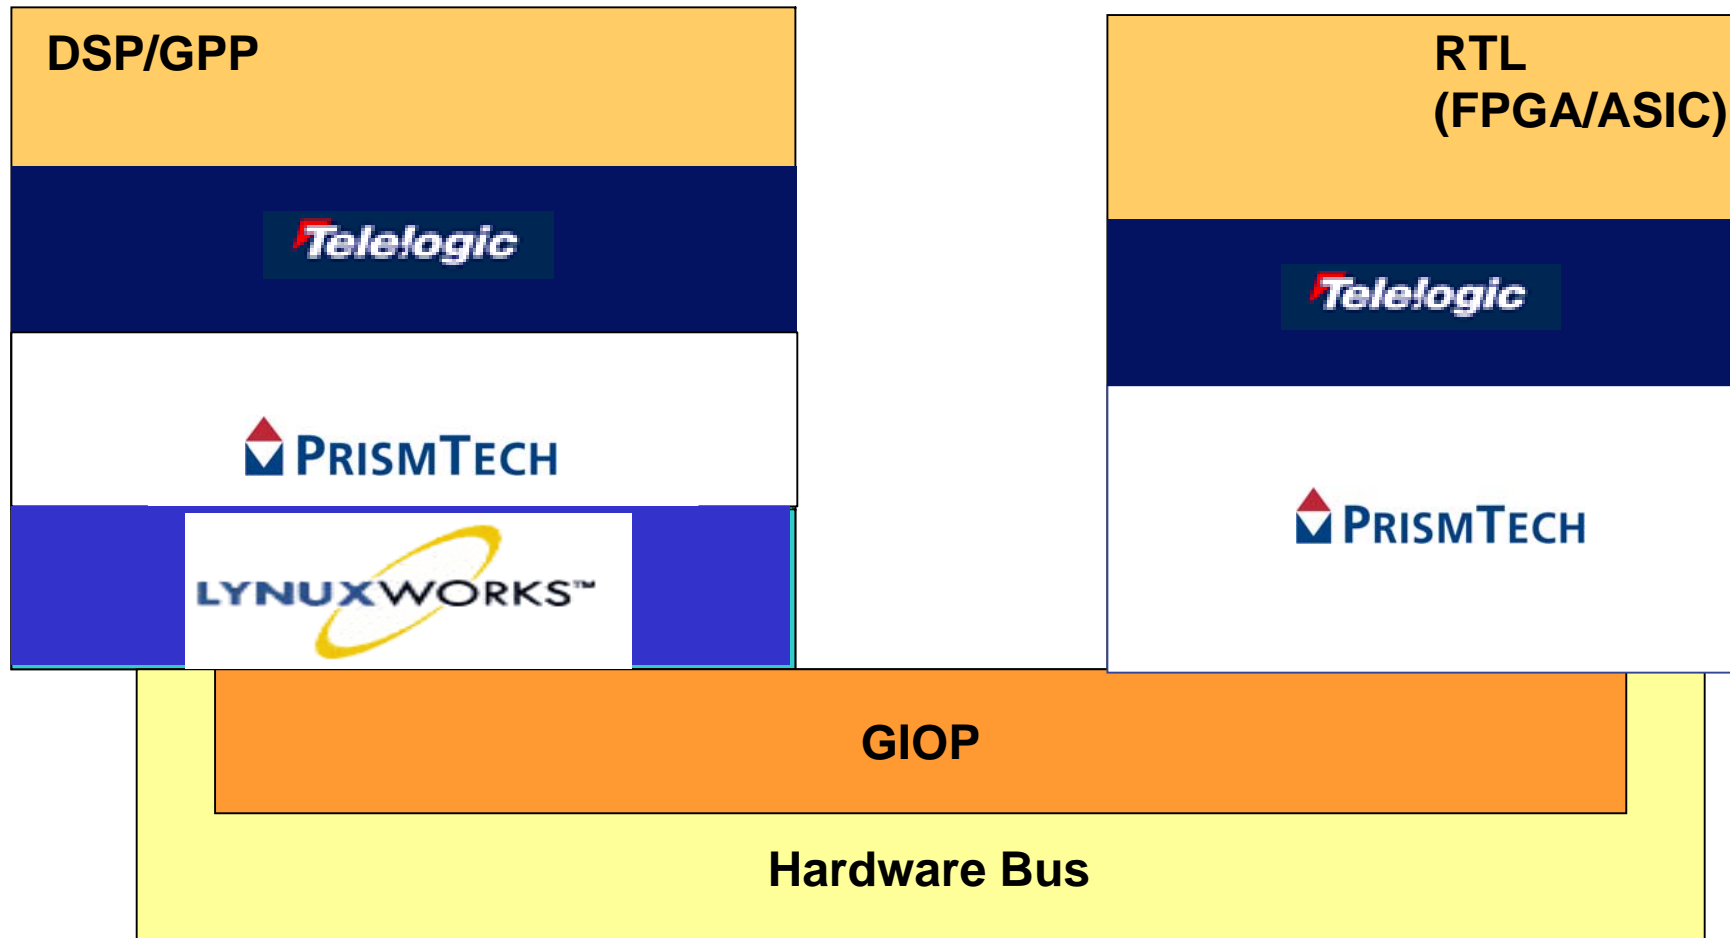 DSP/GPP
Telelogic
PRISMTECH
LYNUXWORKS™
RTL
(FPGA/ASIC)
Telelogic
PRISMTECH
GIOP
Hardware Bus